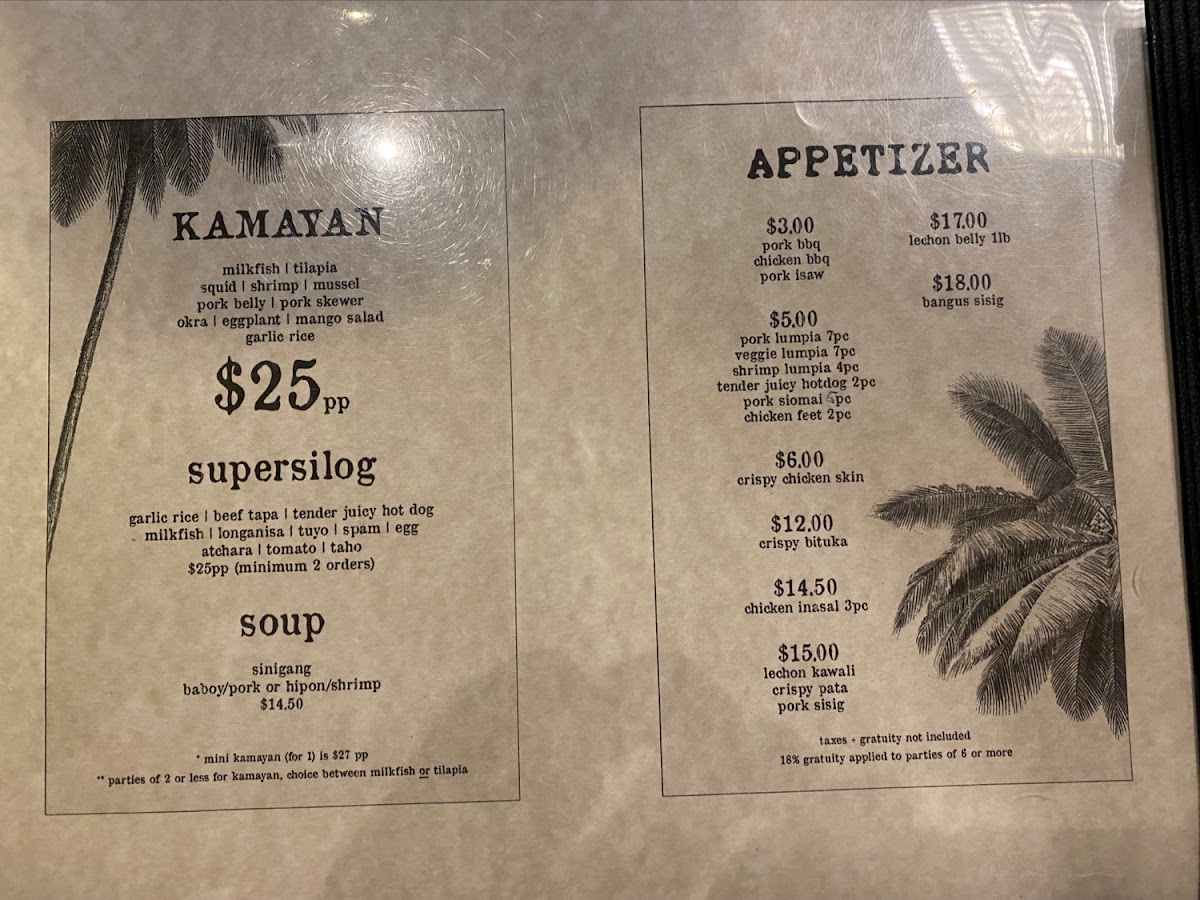 KAMAYAN
milkfish | tilapia
squid | shrimp | mussel
pork belly | pork skewer
okra | eggplant | mango salad
garlic rice
$25pp
supersilog
garlic rice | beef tapa | tender juicy hot dog
milkfish | longanisa | tuyo | spam | egg
atchara | tomato | taho
$25pp (minimum 2 orders)
soup
sinigang
baboy/pork or hipon/shrimp
$14.50
* mini kamayan (for 1) is $27 pp
** parties of 2 or less for kamayan, choice between milkfish or tilapia
APPETIZER
$3.00
pork bbq
chicken bbq
pork isaw
$5.00
pork lumpia 7pc
veggie lumpia 7pc
shrimp lumpia 4pc
tender juicy hotdog 2pc
pork siomai
chicken feet 2pc
$6.00
crispy chicken skin
$12.00
crispy bituka
$14.50
chicken inasal 3pc
$15.00
lechon kawali
crispy pata
pork sisig
$17.00
lechon belly 1lb
$18.00
bangus sisig
taxes + gratuity not included
18% gratuity applied to parties of 6 or more